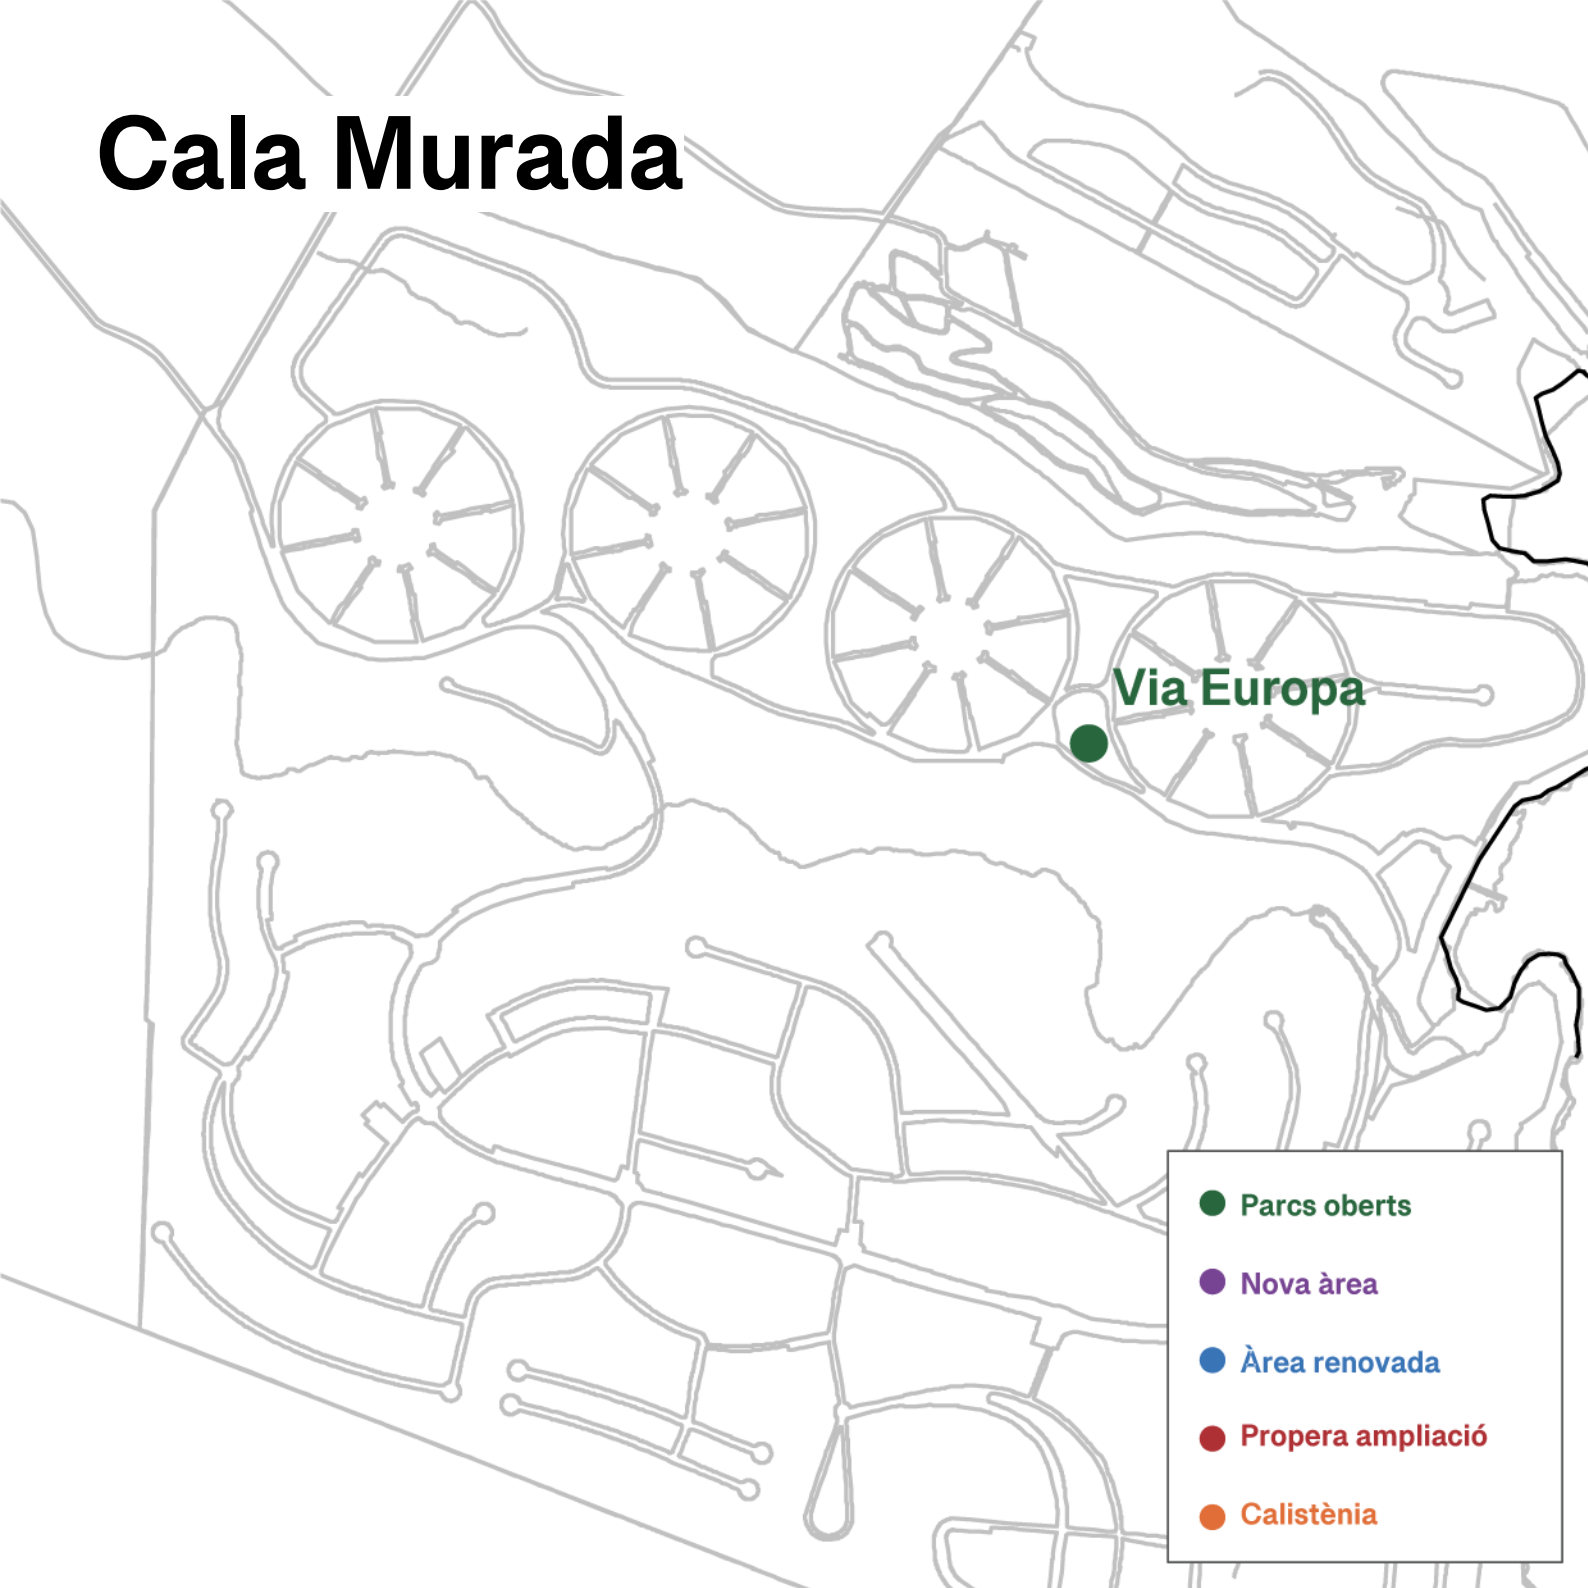 Cala Murada
Via Europa
Parcs oberts
Nova àrea
Àrea renovada
Propera ampliació
Calistènia